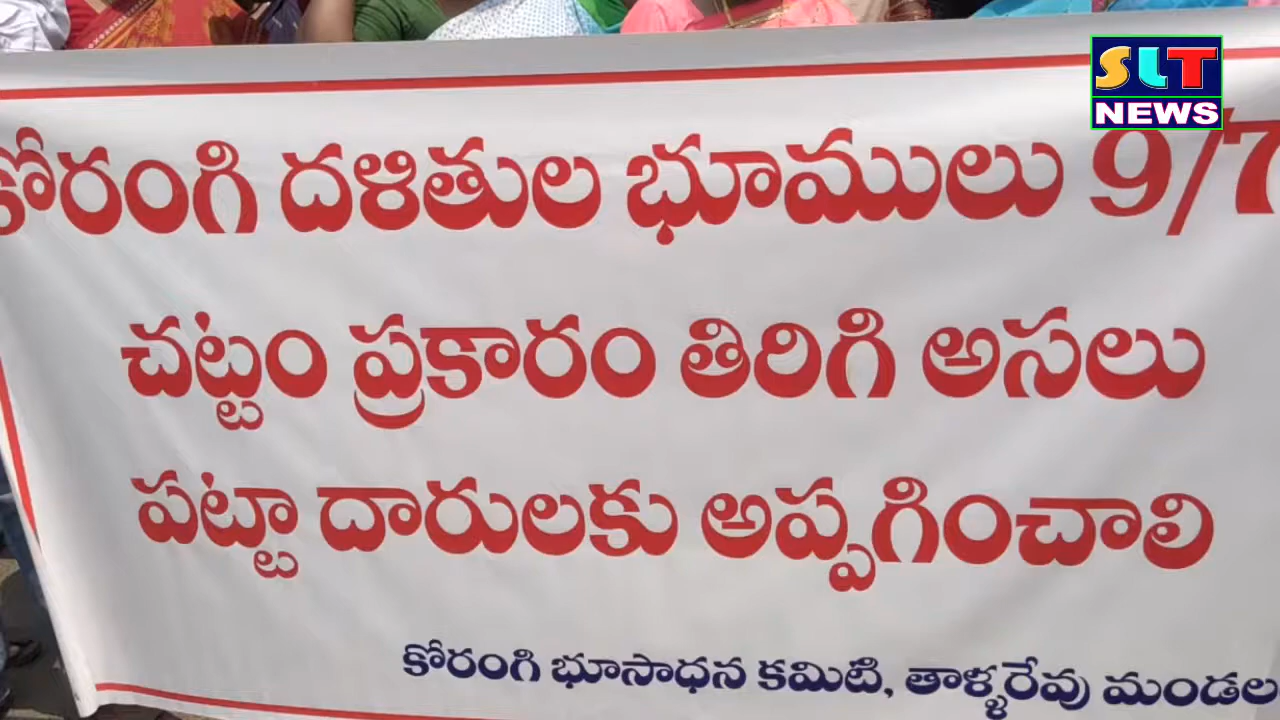 SLT
NEWS
కోరంగి దళితుల భూములు 9/7
చట్టం ప్రకారం తిరిగి అసలు
పట్టా దారులకు అప్పగించాలి
కోరంగి భూసాధన కమిటి, తాళ్ళరేవు మండల